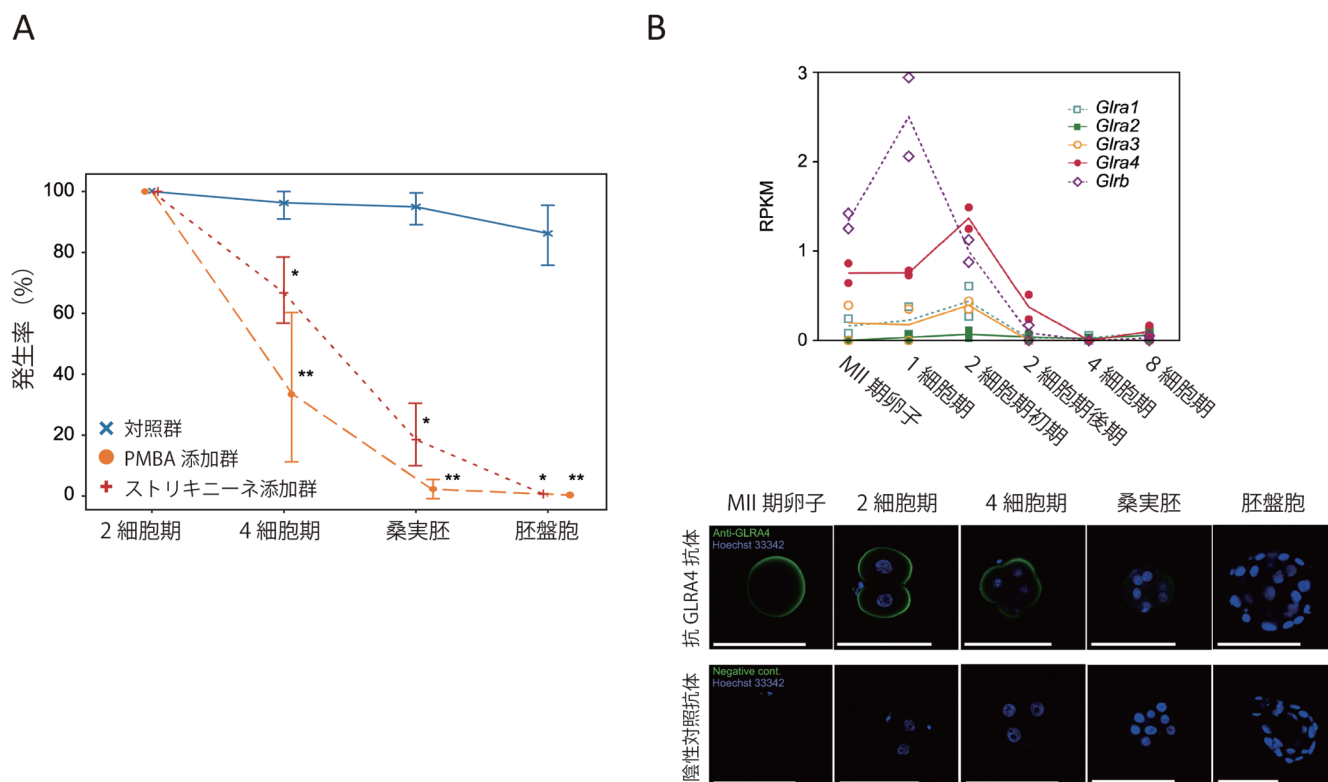 A
発生率（%）
100
80
60
40
20
0
*
**
*
**
*
**
対照群
PMBA 添加群
ストリキニーネ添加群
2 細胞期
4 細胞期
桑実胚
胚盤胞
B
RPKM
3
2
1
0
Glra1
Glra2
Glra3
Glra4
Glrb
MII 期卵子
1 細胞期
2 細胞期初期
2 細胞期後期
4 細胞期
8 細胞期
MII 期卵子
2 細胞期
4 細胞期
桑実胚
胚盤胞
抗 GLRA4 抗体
Anti-GLRA4
Hoechst 33342
陰性対照抗体
Negative cont.
Hoechst 33342